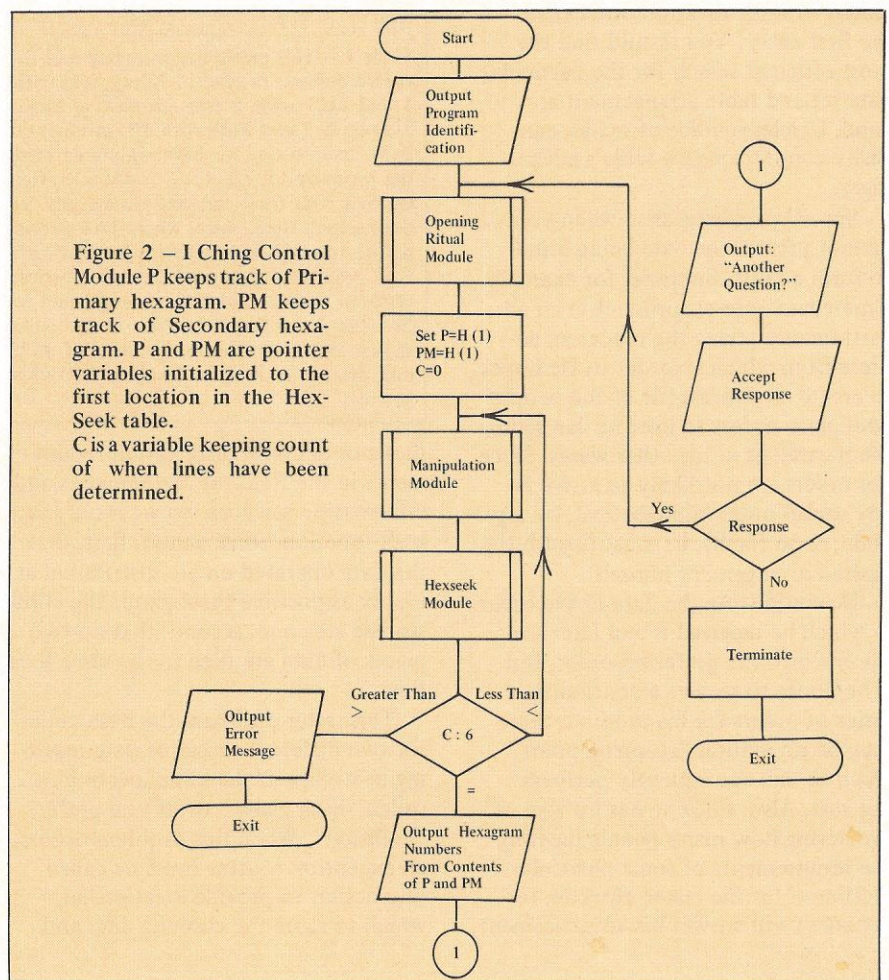 Figure 2 – I Ching Control
Module P keeps track of Pri-
mary hexagram. PM keeps
track of Secondary hexa-
gram. P and PM are pointer
variables initialized to the
first location in the Hex-
Seek table.
C is a variable keeping count
of when lines have been
determined.
Start
Output
Program
Identifi-
cation
Opening
Ritual
Module
Set P=H (1)
PM=H (1)
C=0
Manipulation
Module
Hexseek
Module
Greater Than
>
Less Than
<
C : 6
=
Output
Error
Message
Exit
Output Hexagram
Numbers
From Contents
of P and PM
1
1
Output:
"Another
Question?"
Accept
Response
Response
Yes
No
Terminate
Exit